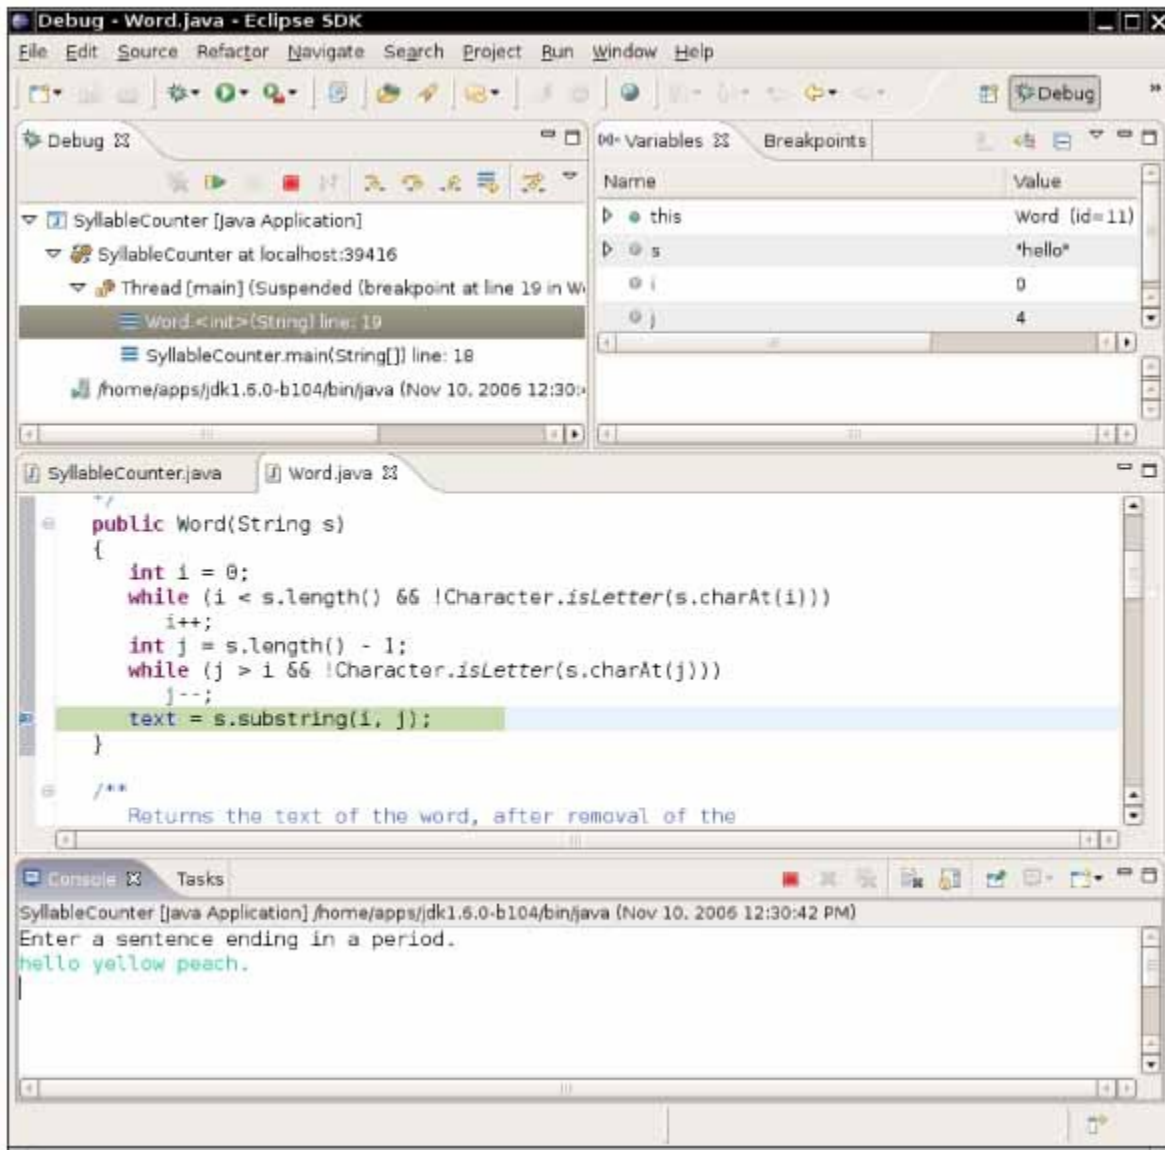 Debug - Word.java - Eclipse SDK
File Edit Source Refactor Navigate Search Project Run Window Help
Debug
Debug
SyllableCounter [Java Application]
SyllableCounter at localhost:39416
Thread [main] (Suspended (breakpoint at line 19 in W
Word.<init>(String) line: 19
SyllableCounter.main(String[]) line: 18
/home/apps/jdk1.6.0-b104/bin/java (Nov 10, 2006 12:30:
(x)= Variables Breakpoints
Name Value
this Word (id=11)
s "hello"
i 0
j 4
SyllableCounter.java Word.java
*/
public Word(String s)
{
int i = 0;
while (i < s.length() && !Character.isLetter(s.charAt(i)))
i++;
int j = s.length() - 1;
while (j > i && !Character.isLetter(s.charAt(j)))
j--;
text = s.substring(i, j);
}
/**
Returns the text of the word, after removal of the
Console Tasks
SyllableCounter [Java Application] /home/apps/jdk1.6.0-b104/bin/java (Nov 10, 2006 12:30:42 PM)
Enter a sentence ending in a period.
hello yellow peach.